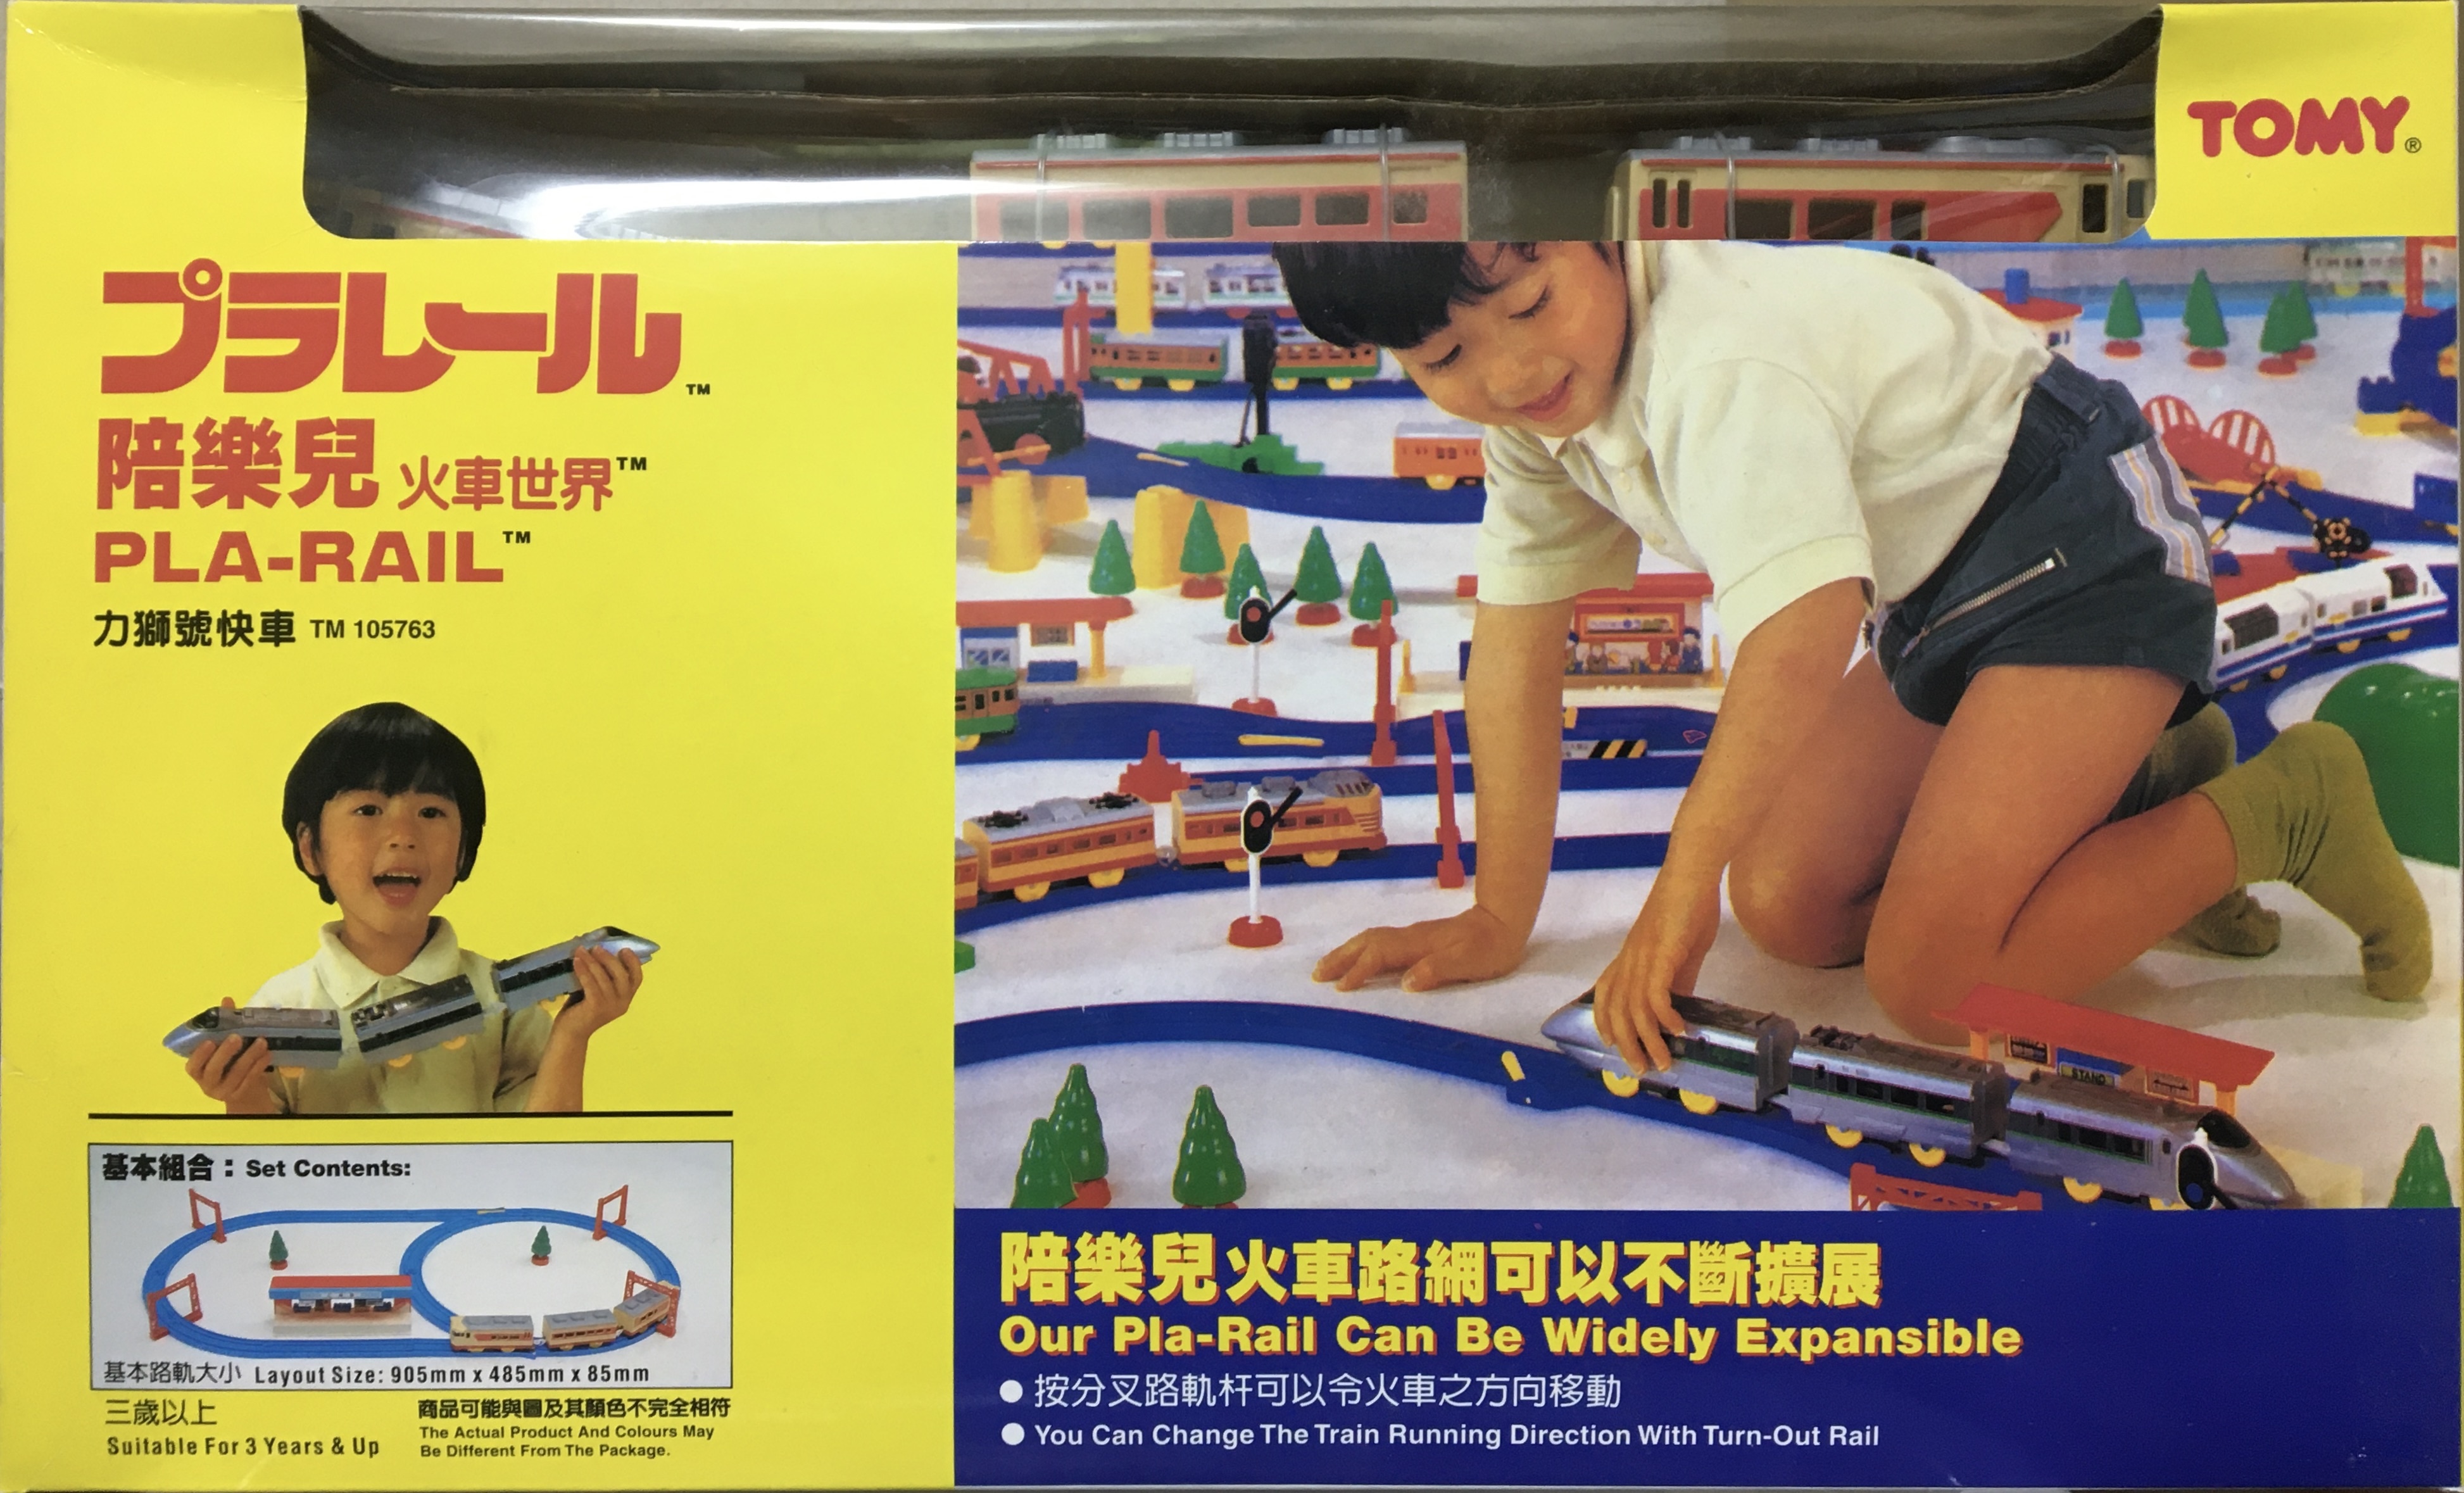 TOMY®
プラレール™
陪樂兒 火車世界™
PLA-RAIL™
力獅號快車 TM 105763
基本組合：Set Contents:
基本路軌大小 Layout Size: 905mm x 485mm x 85mm
三歲以上
Suitable For 3 Years & Up
商品可能與圖及其顏色不完全相符
The Actual Product And Colours May
Be Different From The Package.
STAND
陪樂兒火車路網可以不斷擴展
Our Pla-Rail Can Be Widely Expansible
● 按分叉路軌杆可以令火車之方向移動
● You Can Change The Train Running Direction With Turn-Out Rail